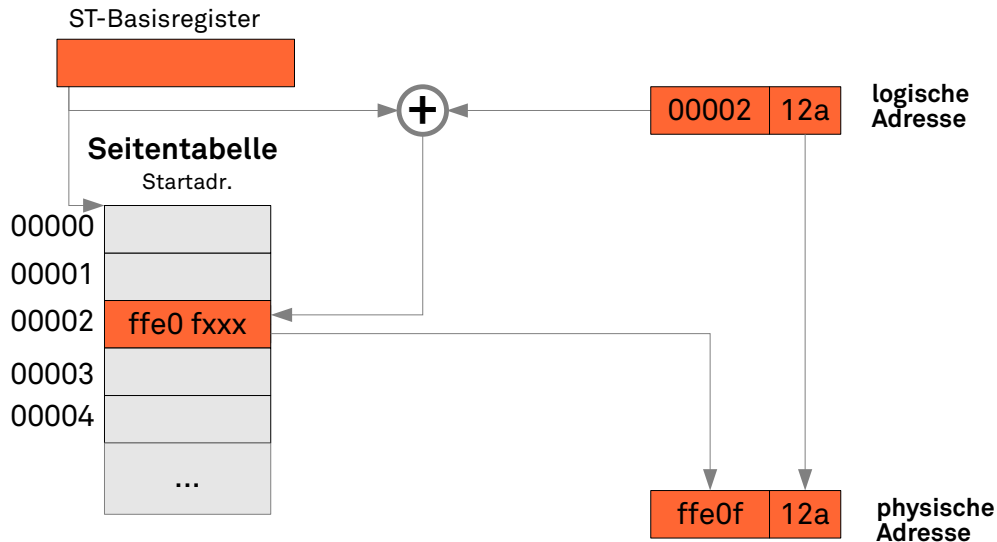 ST-Basisregister
+
00002 12a
logische
Adresse
Seitentabelle
Startadr.
00000
00001
00002 ffe0 fxxx
00003
00004
...
ffe0f 12a
physische
Adresse